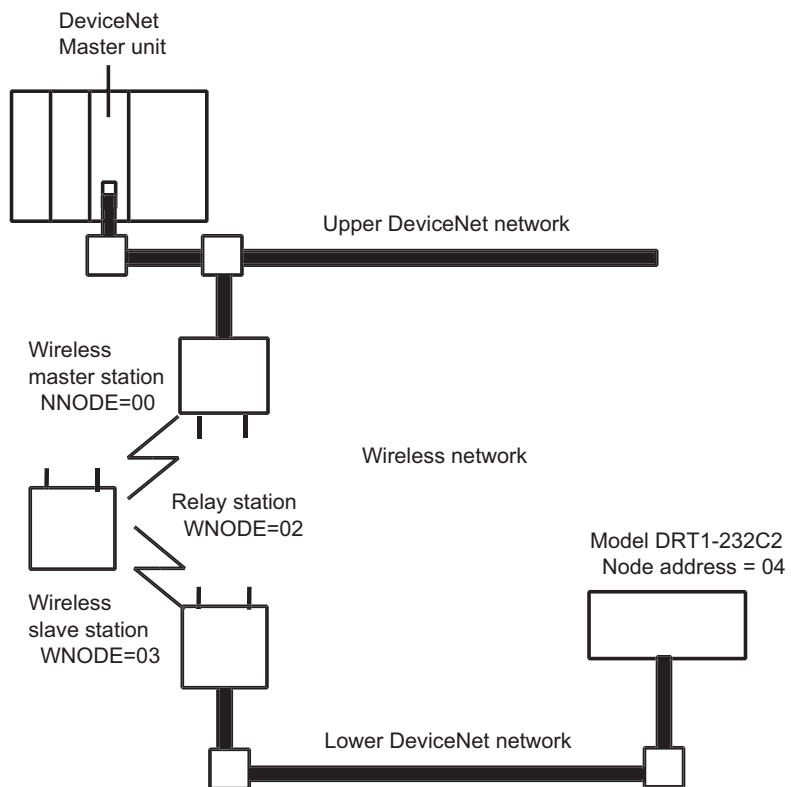 DeviceNet
Master unit
Upper DeviceNet network
Wireless
master station
NNODE=00
Wireless network
Relay station
WNODE=02
Model DRT1-232C2
Node address = 04
Wireless
slave station
WNODE=03
Lower DeviceNet network